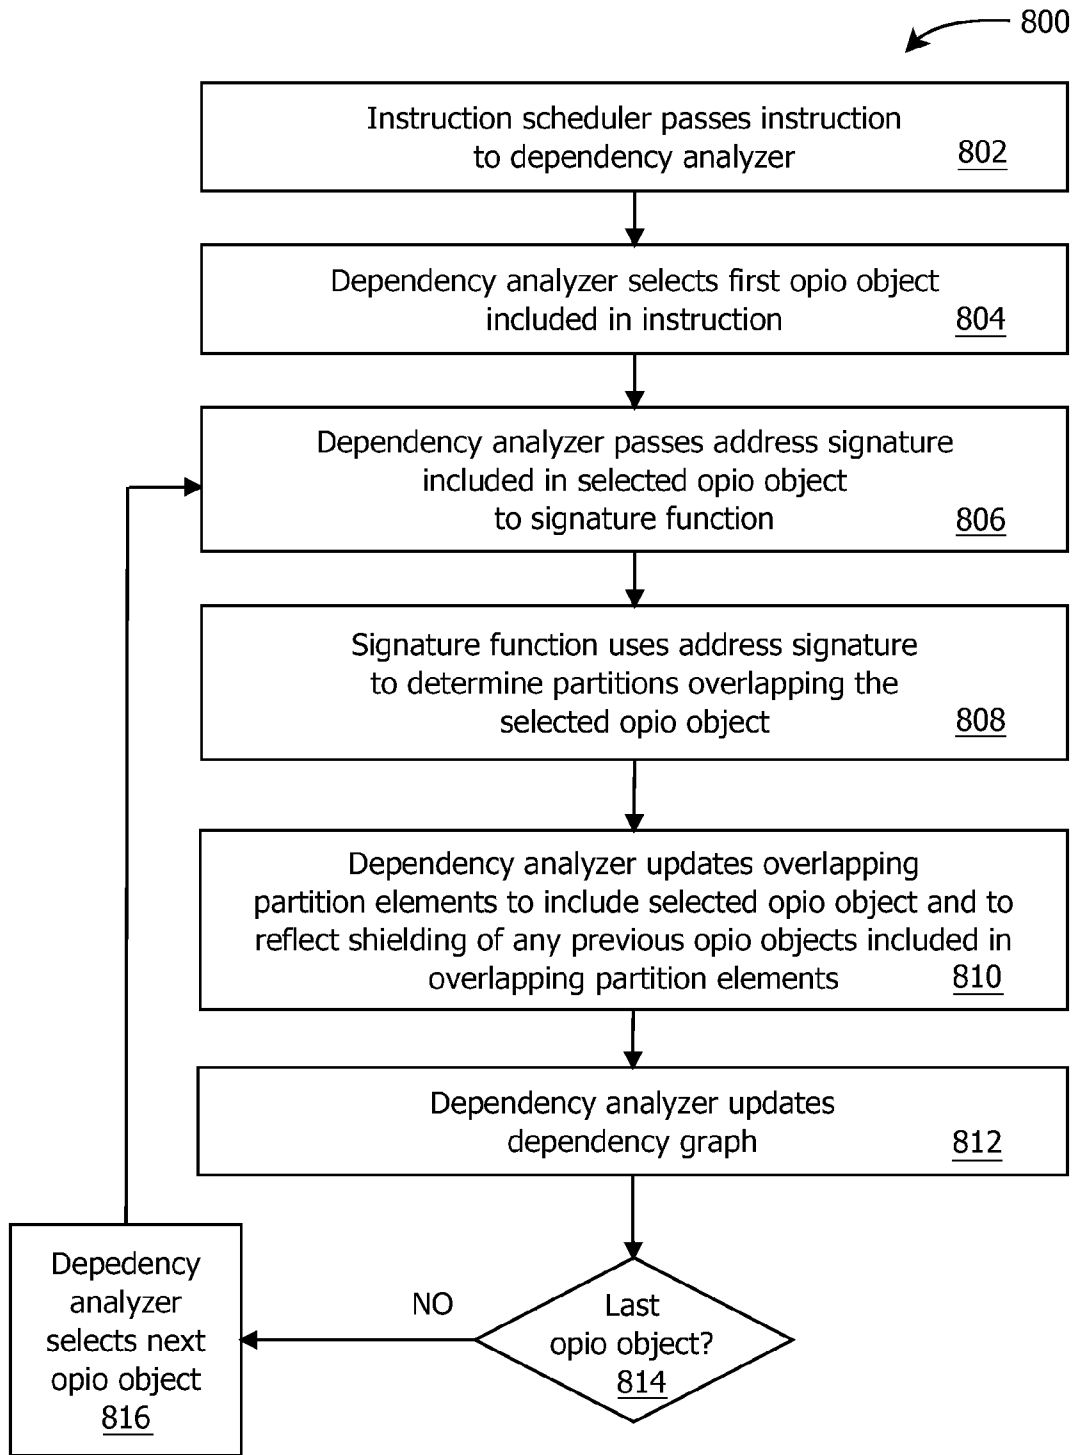 800
Instruction scheduler passes instruction
to dependency analyzer
802
Dependency analyzer selects first opio object
included in instruction
804
Dependency analyzer passes address signature
included in selected opio object
to signature function
806
Signature function uses address signature
to determine partitions overlapping the
selected opio object
808
Dependency analyzer updates overlapping
partition elements to include selected opio object and to
reflect shielding of any previous opio objects included in
overlapping partition elements
810
Dependency analyzer updates
dependency graph
812
Last
opio object?
814
NO
Depedency
analyzer
selects next
opio object
816